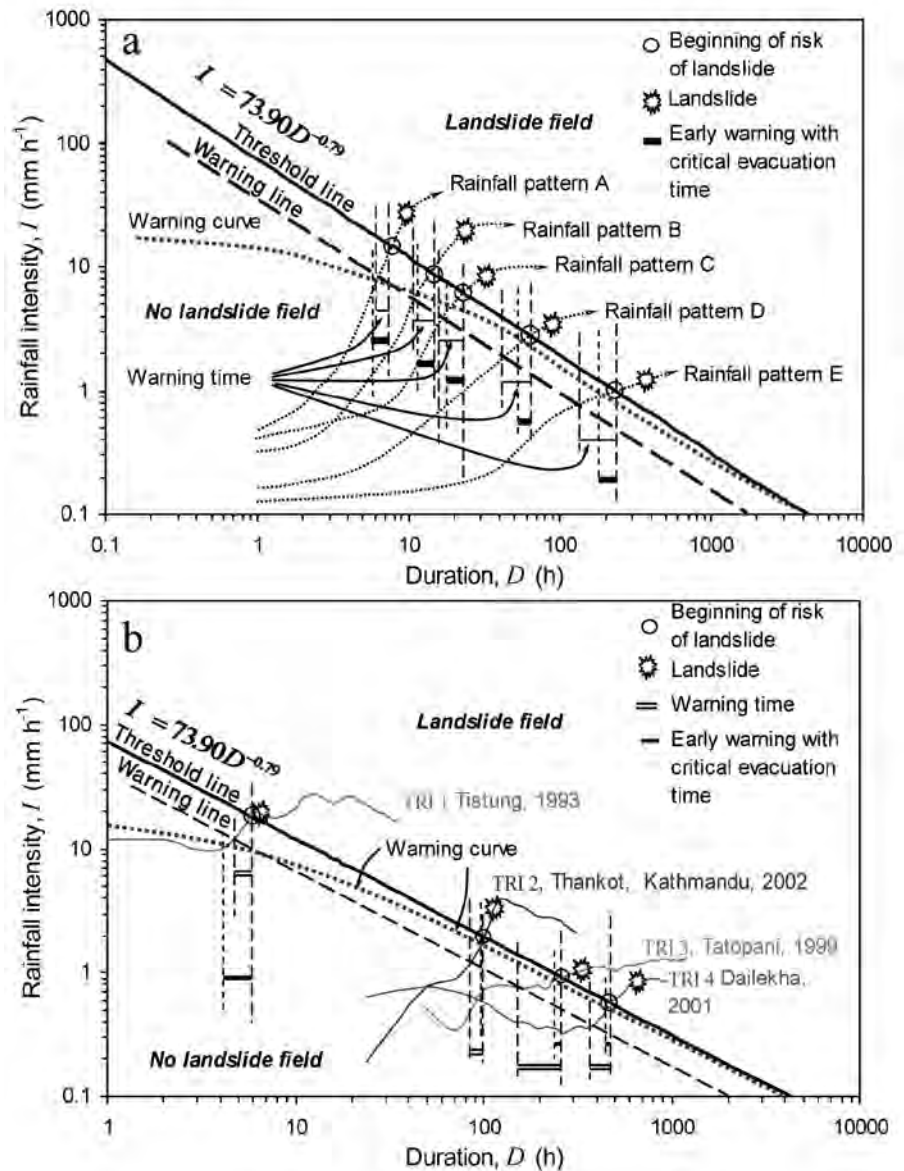 a
1000
100
10
1
0.1
Rainfall intensity, I (mm h⁻¹)
I = 73.90D⁻⁰·⁷⁹
Threshold line
Warning line
Warning curve
Landslide field
No landslide field
Warning time
Beginning of risk
of landslide
Landslide
Early warning with
critical evacuation
time
Rainfall pattern A
Rainfall pattern B
Rainfall pattern C
Rainfall pattern D
Rainfall pattern E
0.1 1 10 100 1000 10000
Duration, D (h)
b
1000
100
10
1
0.1
Rainfall intensity, I (mm h⁻¹)
I = 73.90D⁻⁰·⁷⁹
Threshold line
Warning line
Landslide field
Beginning of risk
of landslide
Landslide
Warning time
Early warning with
critical evacuation
time
TRI 1 Tistung, 1993
Warning curve
TRI 2, Thankot, Kathmandu, 2002
TRI 3, Tatopani, 1999
TRI 4 Dailekha,
2001
No landslide field
1 10 100 1000 10000
Duration, D (h)